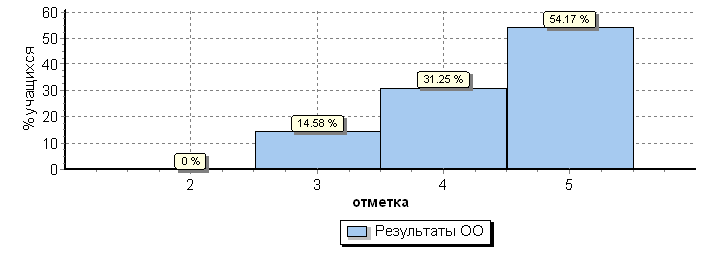 60
50
40
30
20
10
0
% учащихся
0 %
14.58 %
31.25 %
54.17 %
2 3 4 5
отметка
Результаты ОО